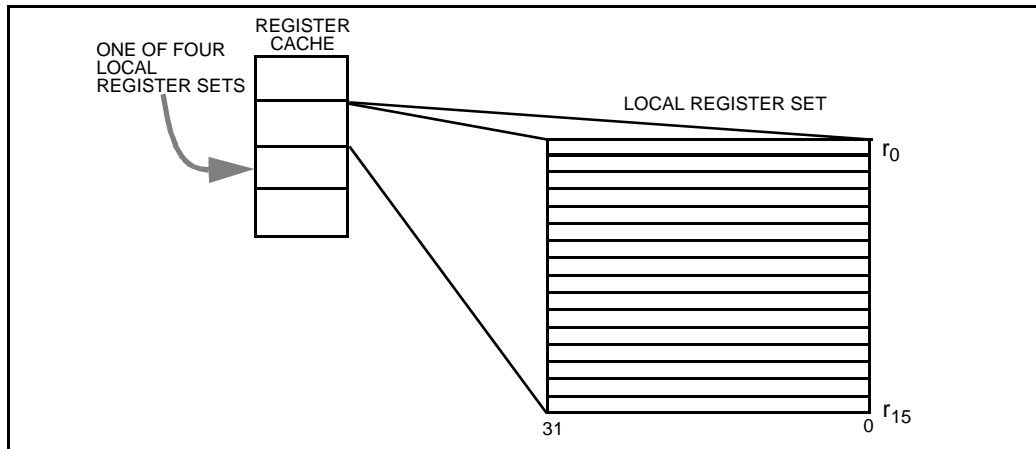 REGISTER
CACHE
ONE OF FOUR
LOCAL
REGISTER SETS
LOCAL REGISTER SET
r0
r15
31
0